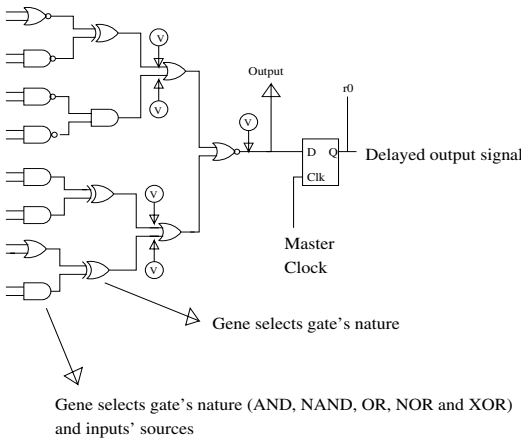 V
Output
r0
V
V
D Q
Delayed output signal
Clk
V
Master
Clock
V
Gene selects gate's nature
Gene selects gate's nature (AND, NAND, OR, NOR and XOR)
and inputs' sources